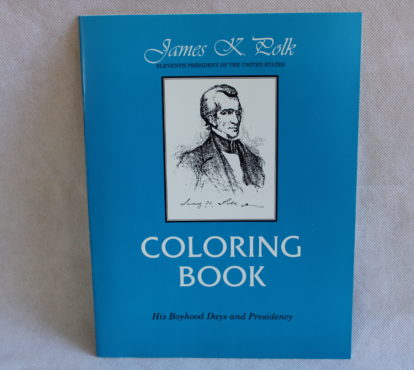 James K. Polk
ELEVENTH PRESIDENT OF THE UNITED STATES
COLORING
BOOK
His Boyhood Days and Presidency